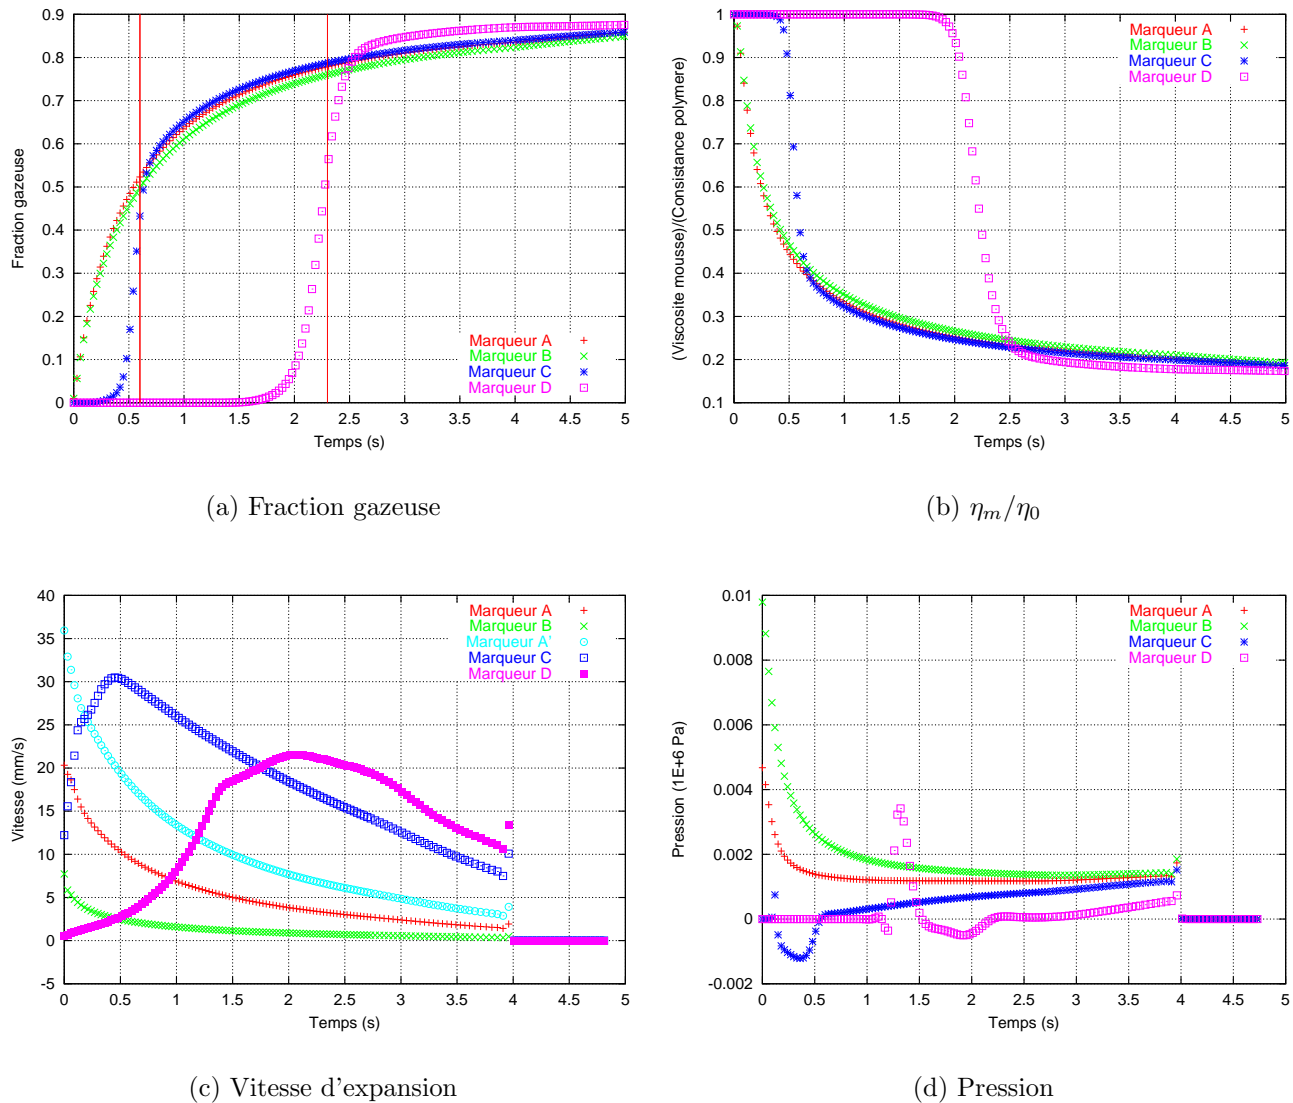 0.9
0.8
0.7
0.6
0.5
0.4
0.3
0.2
0.1
0
Fraction gazeuse
0 0.5 1 1.5 2 2.5 3 3.5 4 4.5 5
Temps (s)
Marqueur A
Marqueur B
Marqueur C
Marqueur D
(a) Fraction gazeuse
1
0.9
0.8
0.7
0.6
0.5
0.4
0.3
0.2
0.1
(Viscosite mousse)/(Consistance polymere)
0 0.5 1 1.5 2 2.5 3 3.5 4 4.5 5
Temps (s)
Marqueur A
Marqueur B
Marqueur C
Marqueur D
(b) ηm/η0
40
35
30
25
20
15
10
5
0
-5
Vitesse (mm/s)
0 0.5 1 1.5 2 2.5 3 3.5 4 4.5 5
Temps (s)
Marqueur A
Marqueur B
Marqueur A'
Marqueur C
Marqueur D
(c) Vitesse d'expansion
0.01
0.008
0.006
0.004
0.002
0
-0.002
Pression (1E+6 Pa)
0 0.5 1 1.5 2 2.5 3 3.5 4 4.5 5
Temps (s)
Marqueur A
Marqueur B
Marqueur C
Marqueur D
(d) Pression